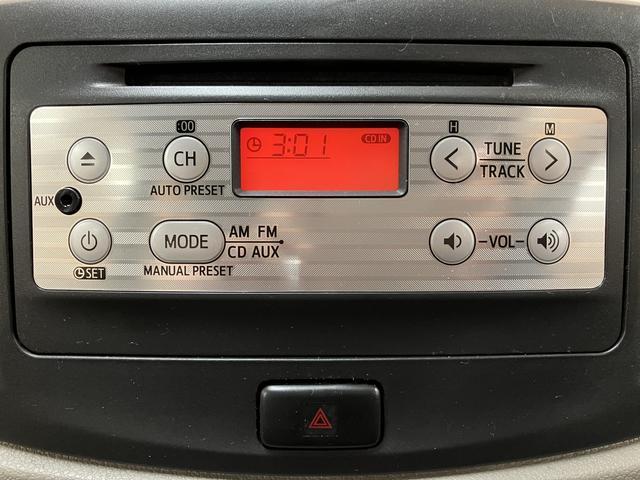 :00
CH
AUTO PRESET
3:01
CD IN
H
M
TUNE
TRACK
AUX
MODE
AM FM
CD AUX
-VOL-
SET
MANUAL PRESET